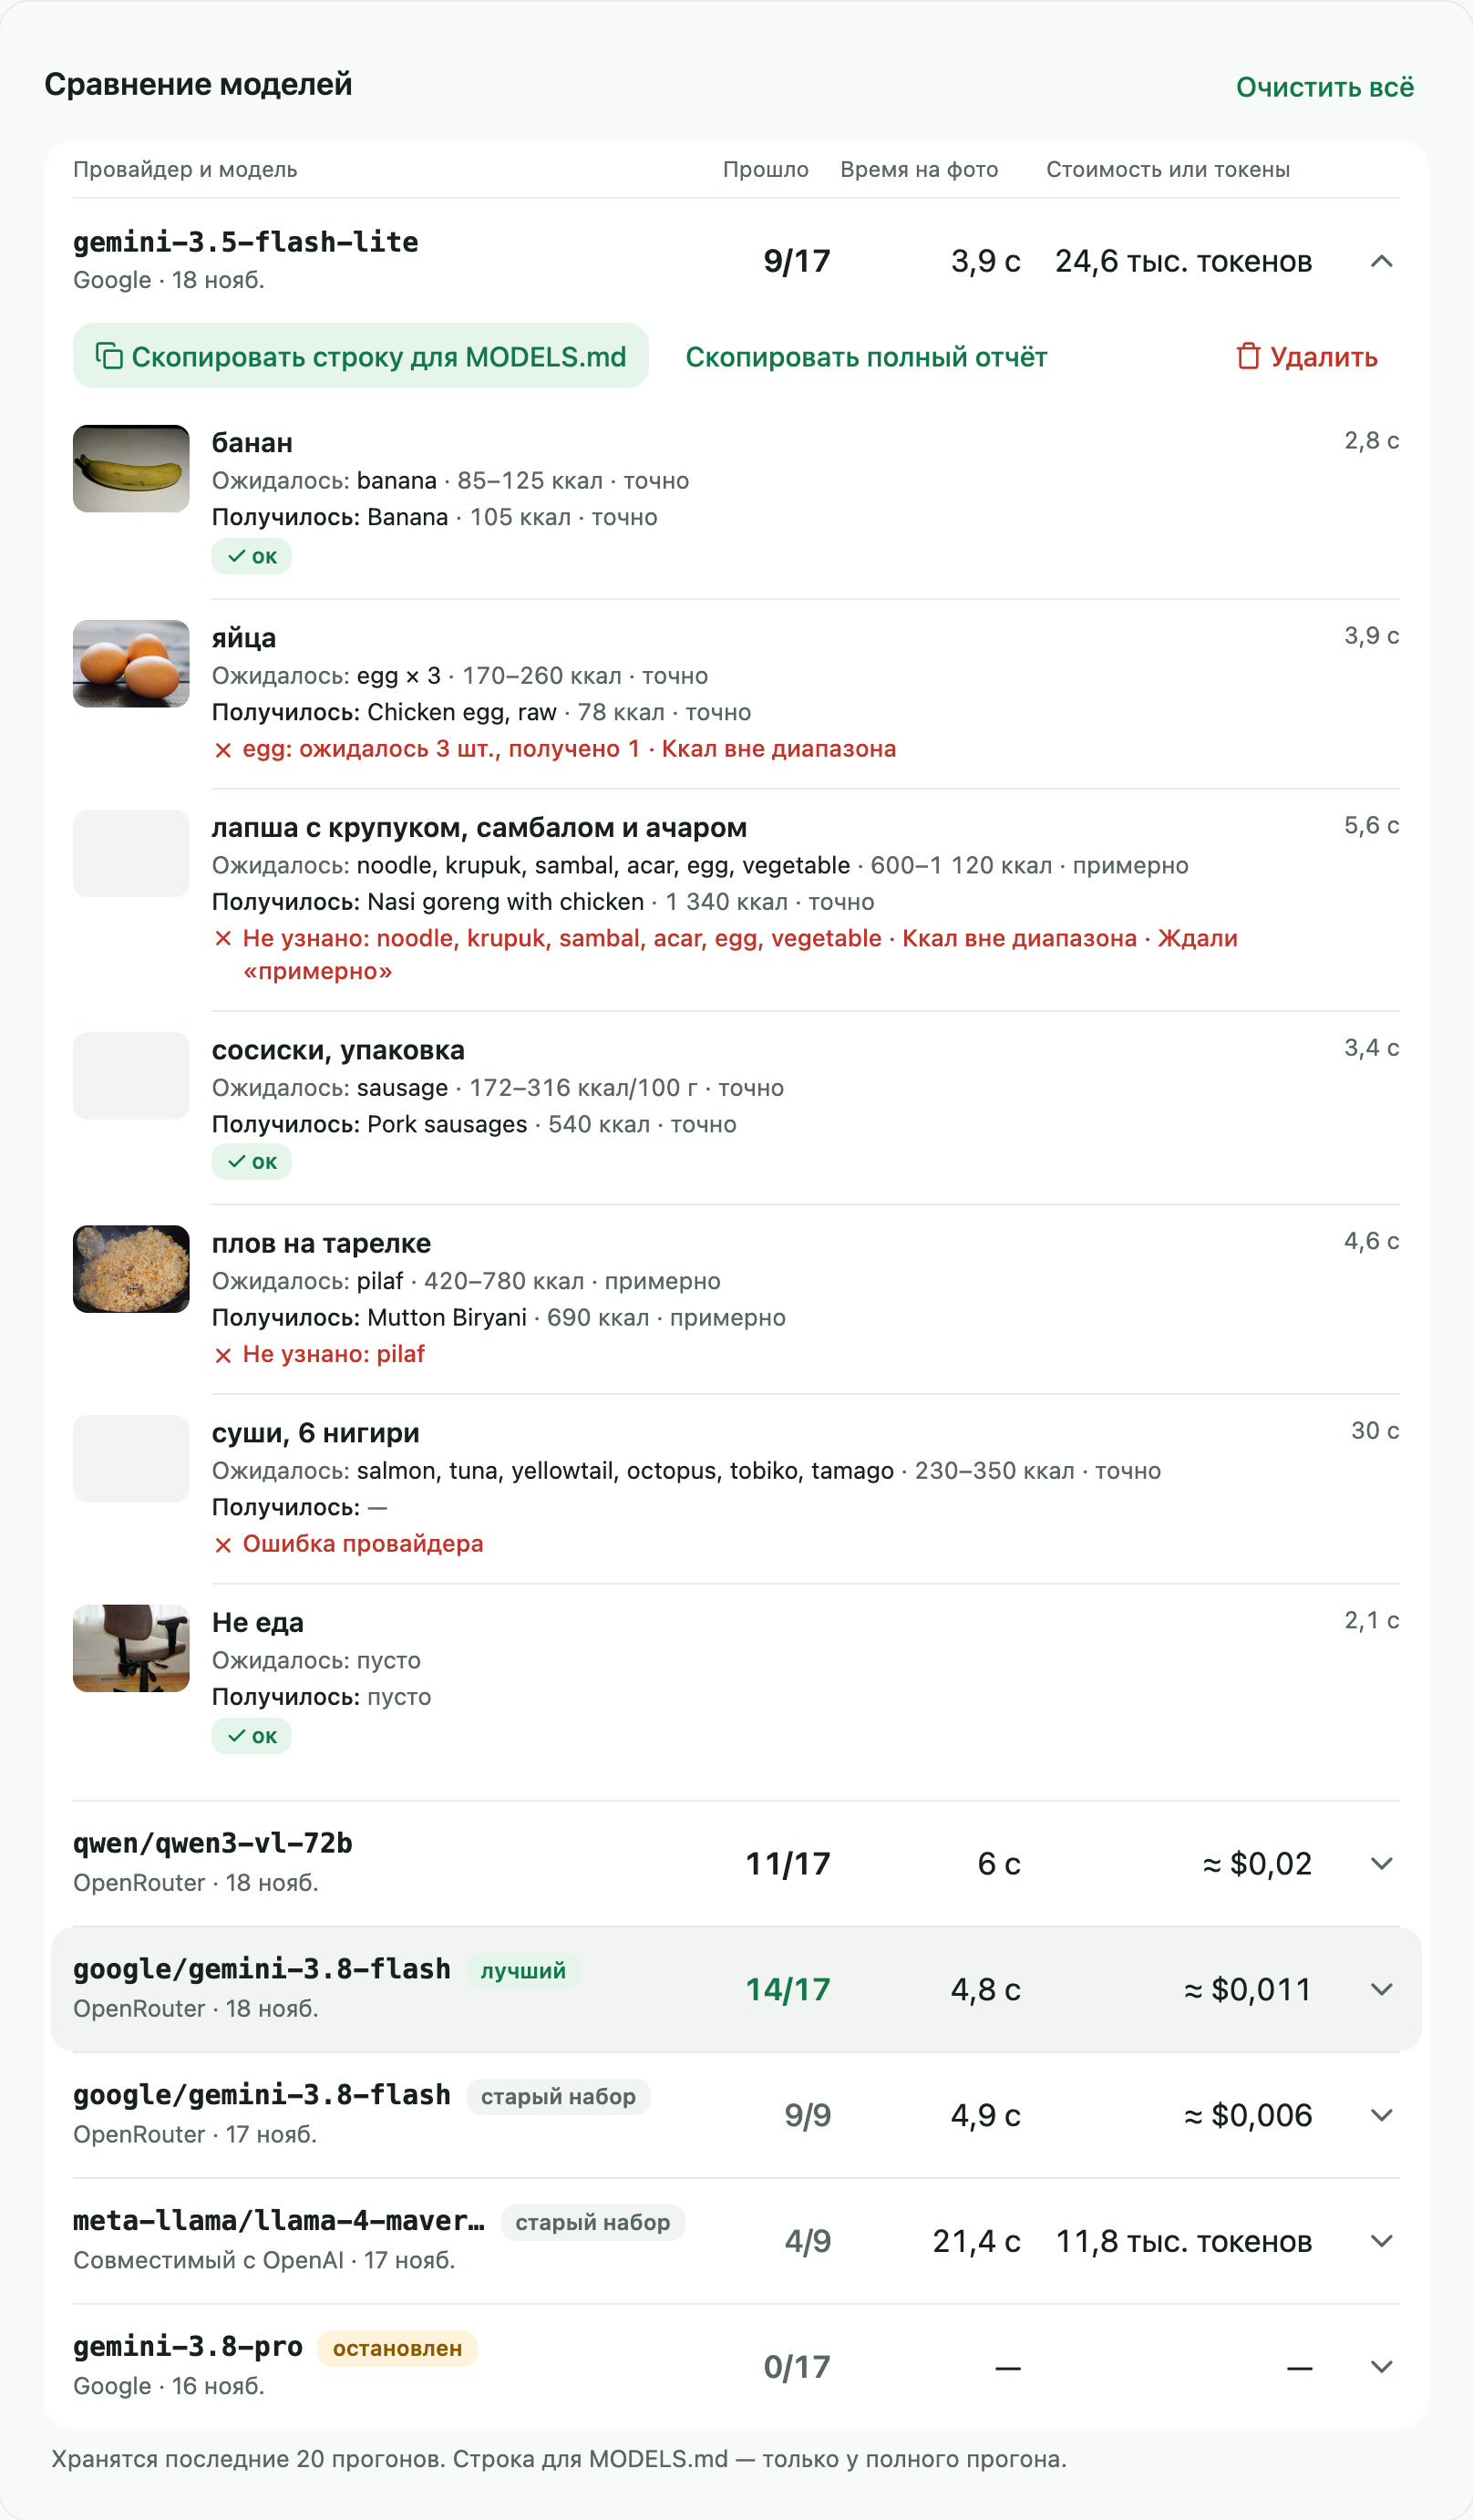 Сравнение моделей
Очистить всё
Провайдер и модель Прошло Время на фото Стоимость или токены
gemini-3.5-flash-lite
Google · 18 нояб.
9/17 3,9 с 24,6 тыс. токенов
Скопировать строку для MODELS.md Скопировать полный отчёт Удалить
банан 2,8 с
Ожидалось: banana · 85–125 ккал · точно
Получилось: Banana · 105 ккал · точно
✓ ок
яйца 3,9 с
Ожидалось: egg × 3 · 170–260 ккал · точно
Получилось: Chicken egg, raw · 78 ккал · точно
× egg: ожидалось 3 шт., получено 1 · Ккал вне диапазона
лапша с крупуком, самбалом и ачаром 5,6 с
Ожидалось: noodle, krupuk, sambal, acar, egg, vegetable · 600–1 120 ккал · примерно
Получилось: Nasi goreng with chicken · 1 340 ккал · точно
× Не узнано: noodle, krupuk, sambal, acar, egg, vegetable · Ккал вне диапазона · Ждали
«примерно»
сосиски, упаковка 3,4 с
Ожидалось: sausage · 172–316 ккал/100 г · точно
Получилось: Pork sausages · 540 ккал · точно
✓ ок
плов на тарелке 4,6 с
Ожидалось: pilaf · 420–780 ккал · примерно
Получилось: Mutton Biryani · 690 ккал · примерно
× Не узнано: pilaf
суши, 6 нигири 30 с
Ожидалось: salmon, tuna, yellowtail, octopus, tobiko, tamago · 230–350 ккал · точно
Получилось: —
× Ошибка провайдера
Не еда 2,1 с
Ожидалось: пусто
Получилось: пусто
✓ ок
qwen/qwen3-vl-72b
OpenRouter · 18 нояб.
11/17 6 с ≈ $0,02
google/gemini-3.8-flash лучший
OpenRouter · 18 нояб.
14/17 4,8 с ≈ $0,011
google/gemini-3.8-flash старый набор
OpenRouter · 17 нояб.
9/9 4,9 с ≈ $0,006
meta-llama/llama-4-maver… старый набор
Совместимый с OpenAI · 17 нояб.
4/9 21,4 с 11,8 тыс. токенов
gemini-3.8-pro остановлен
Google · 16 нояб.
0/17 — —
Хранятся последние 20 прогонов. Строка для MODELS.md — только у полного прогона.